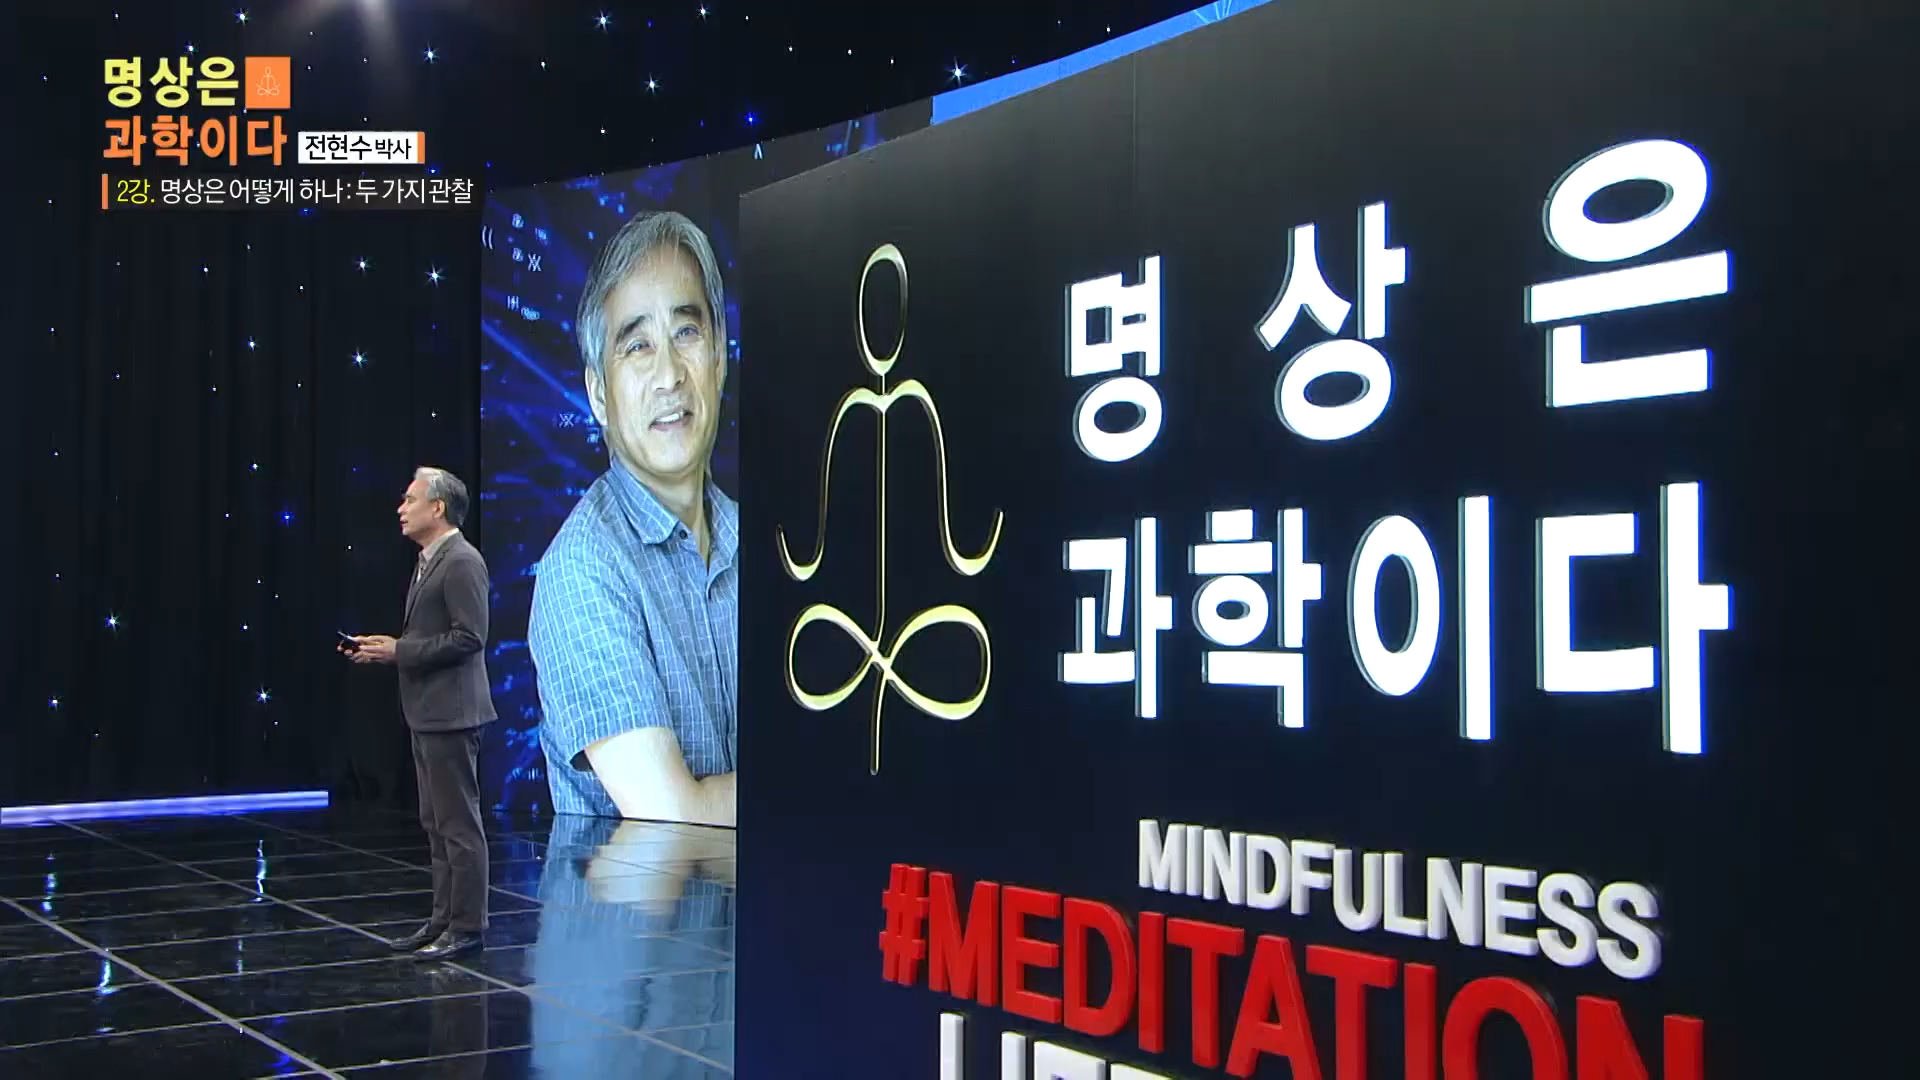 명상은
과학이다 전현수 박사
2강. 명상은 어떻게 하나 : 두 가지 관찰
명상은
과학이다
MINDFULNESS
#MEDITATION